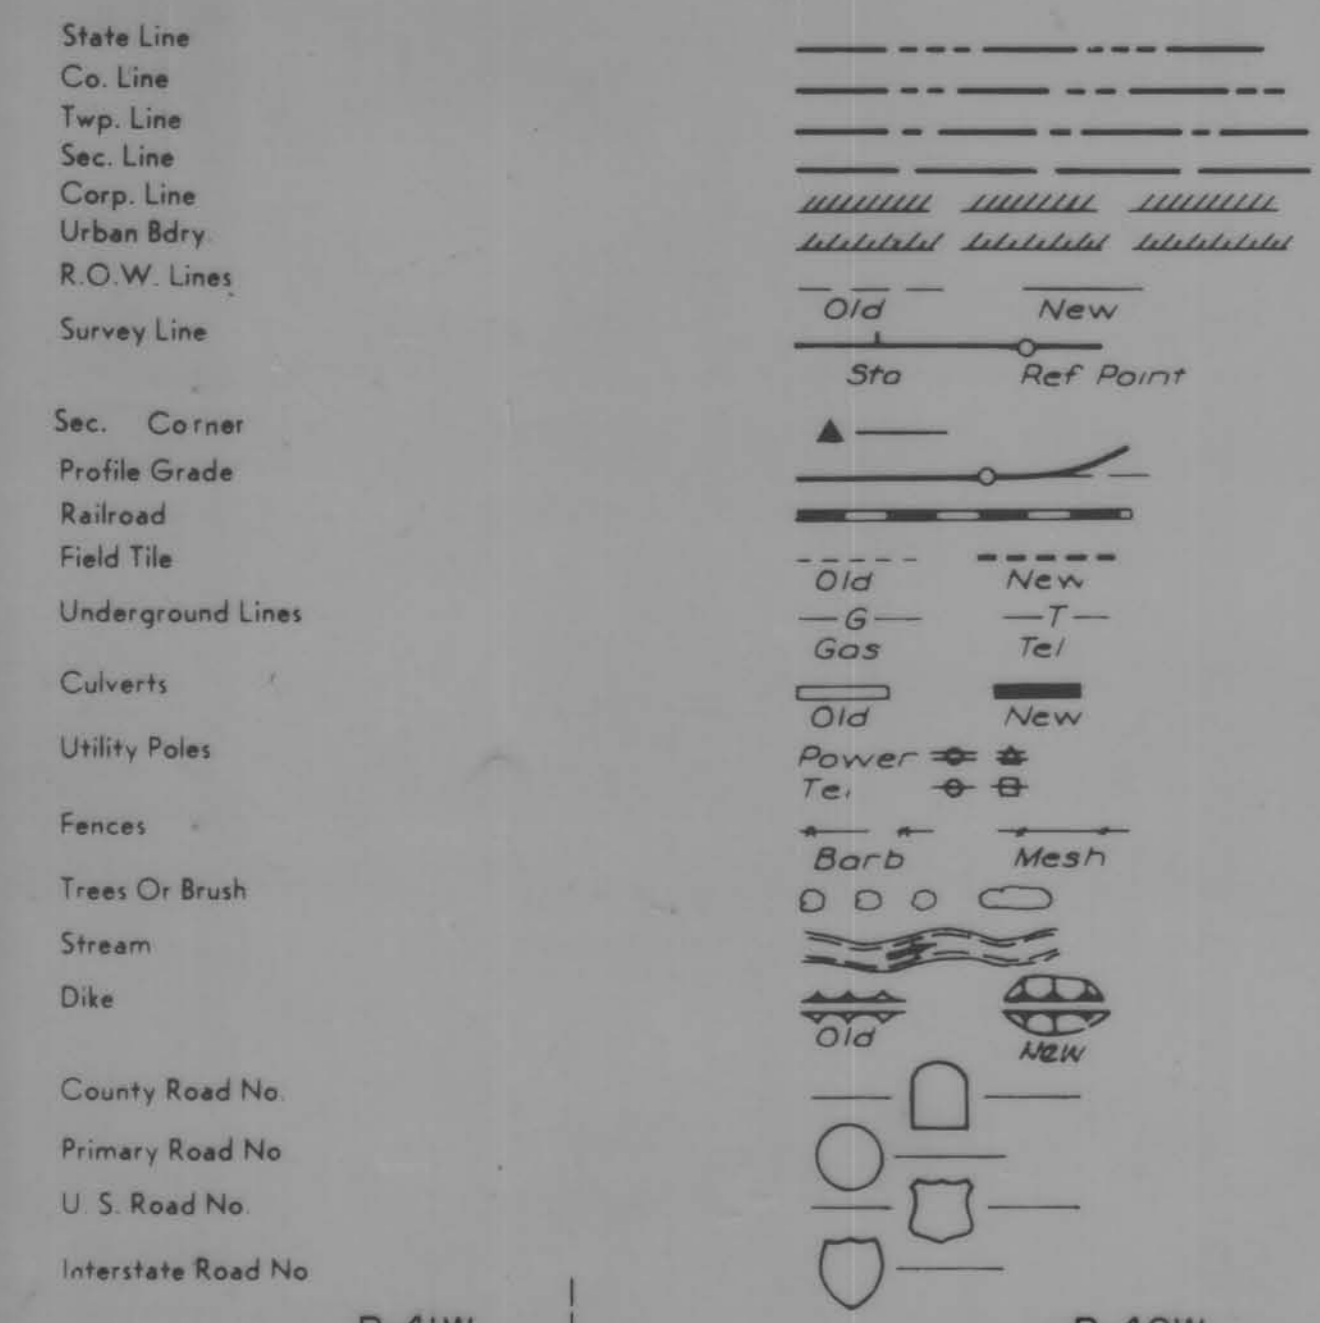 State Line
Co. Line
Twp. Line
Sec. Line
Corp. Line
Urban Bdry.
R.O.W. Lines
Old New
Survey Line
Sta Ref Point
Sec. Corner
Profile Grade
Railroad
Field Tile
Old New
Underground Lines
G T
Gas Tel
Culverts
Old New
Utility Poles
Power
Tel
Fences
Barb Mesh
Trees Or Brush
Stream
Dike
Old New
County Road No.
Primary Road No
U. S. Road No.
Interstate Road No